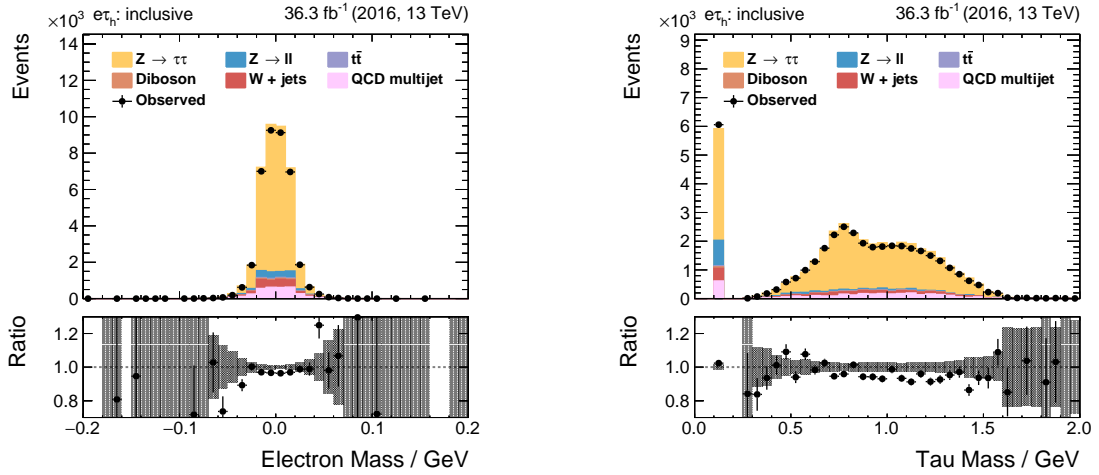 ×10³ eτₕ: inclusive 36.3 fb⁻¹ (2016, 13 TeV)
Events
14
12
10
8
6
4
2
0
Z → ττ Z → ll tt̄
Diboson W + jets QCD multijet
Observed
Ratio
1.2
1.0
0.8
−0.2 −0.1 0.0 0.1 0.2
Electron Mass / GeV
×10³ eτₕ: inclusive 36.3 fb⁻¹ (2016, 13 TeV)
Events
9
8
7
6
5
4
3
2
1
0
Z → ττ Z → ll tt̄
Diboson W + jets QCD multijet
Observed
Ratio
1.2
1.0
0.8
0.0 0.5 1.0 1.5 2.0
Tau Mass / GeV